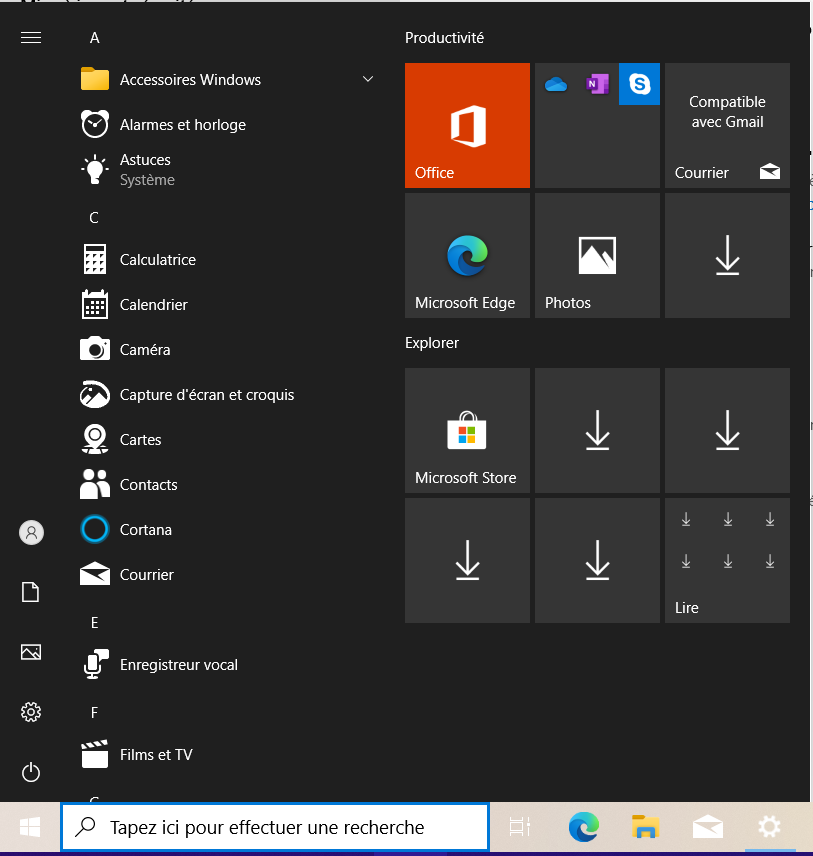 A
Accessoires Windows
Alarmes et horloge
Astuces
Système
C
Calculatrice
Calendrier
Caméra
Capture d'écran et croquis
Cartes
Contacts
Cortana
Courrier
E
Enregistreur vocal
F
Films et TV
Productivité
Office
Compatible
avec Gmail
Courrier
Microsoft Edge
Photos
Explorer
Microsoft Store
Lire
Tapez ici pour effectuer une recherche